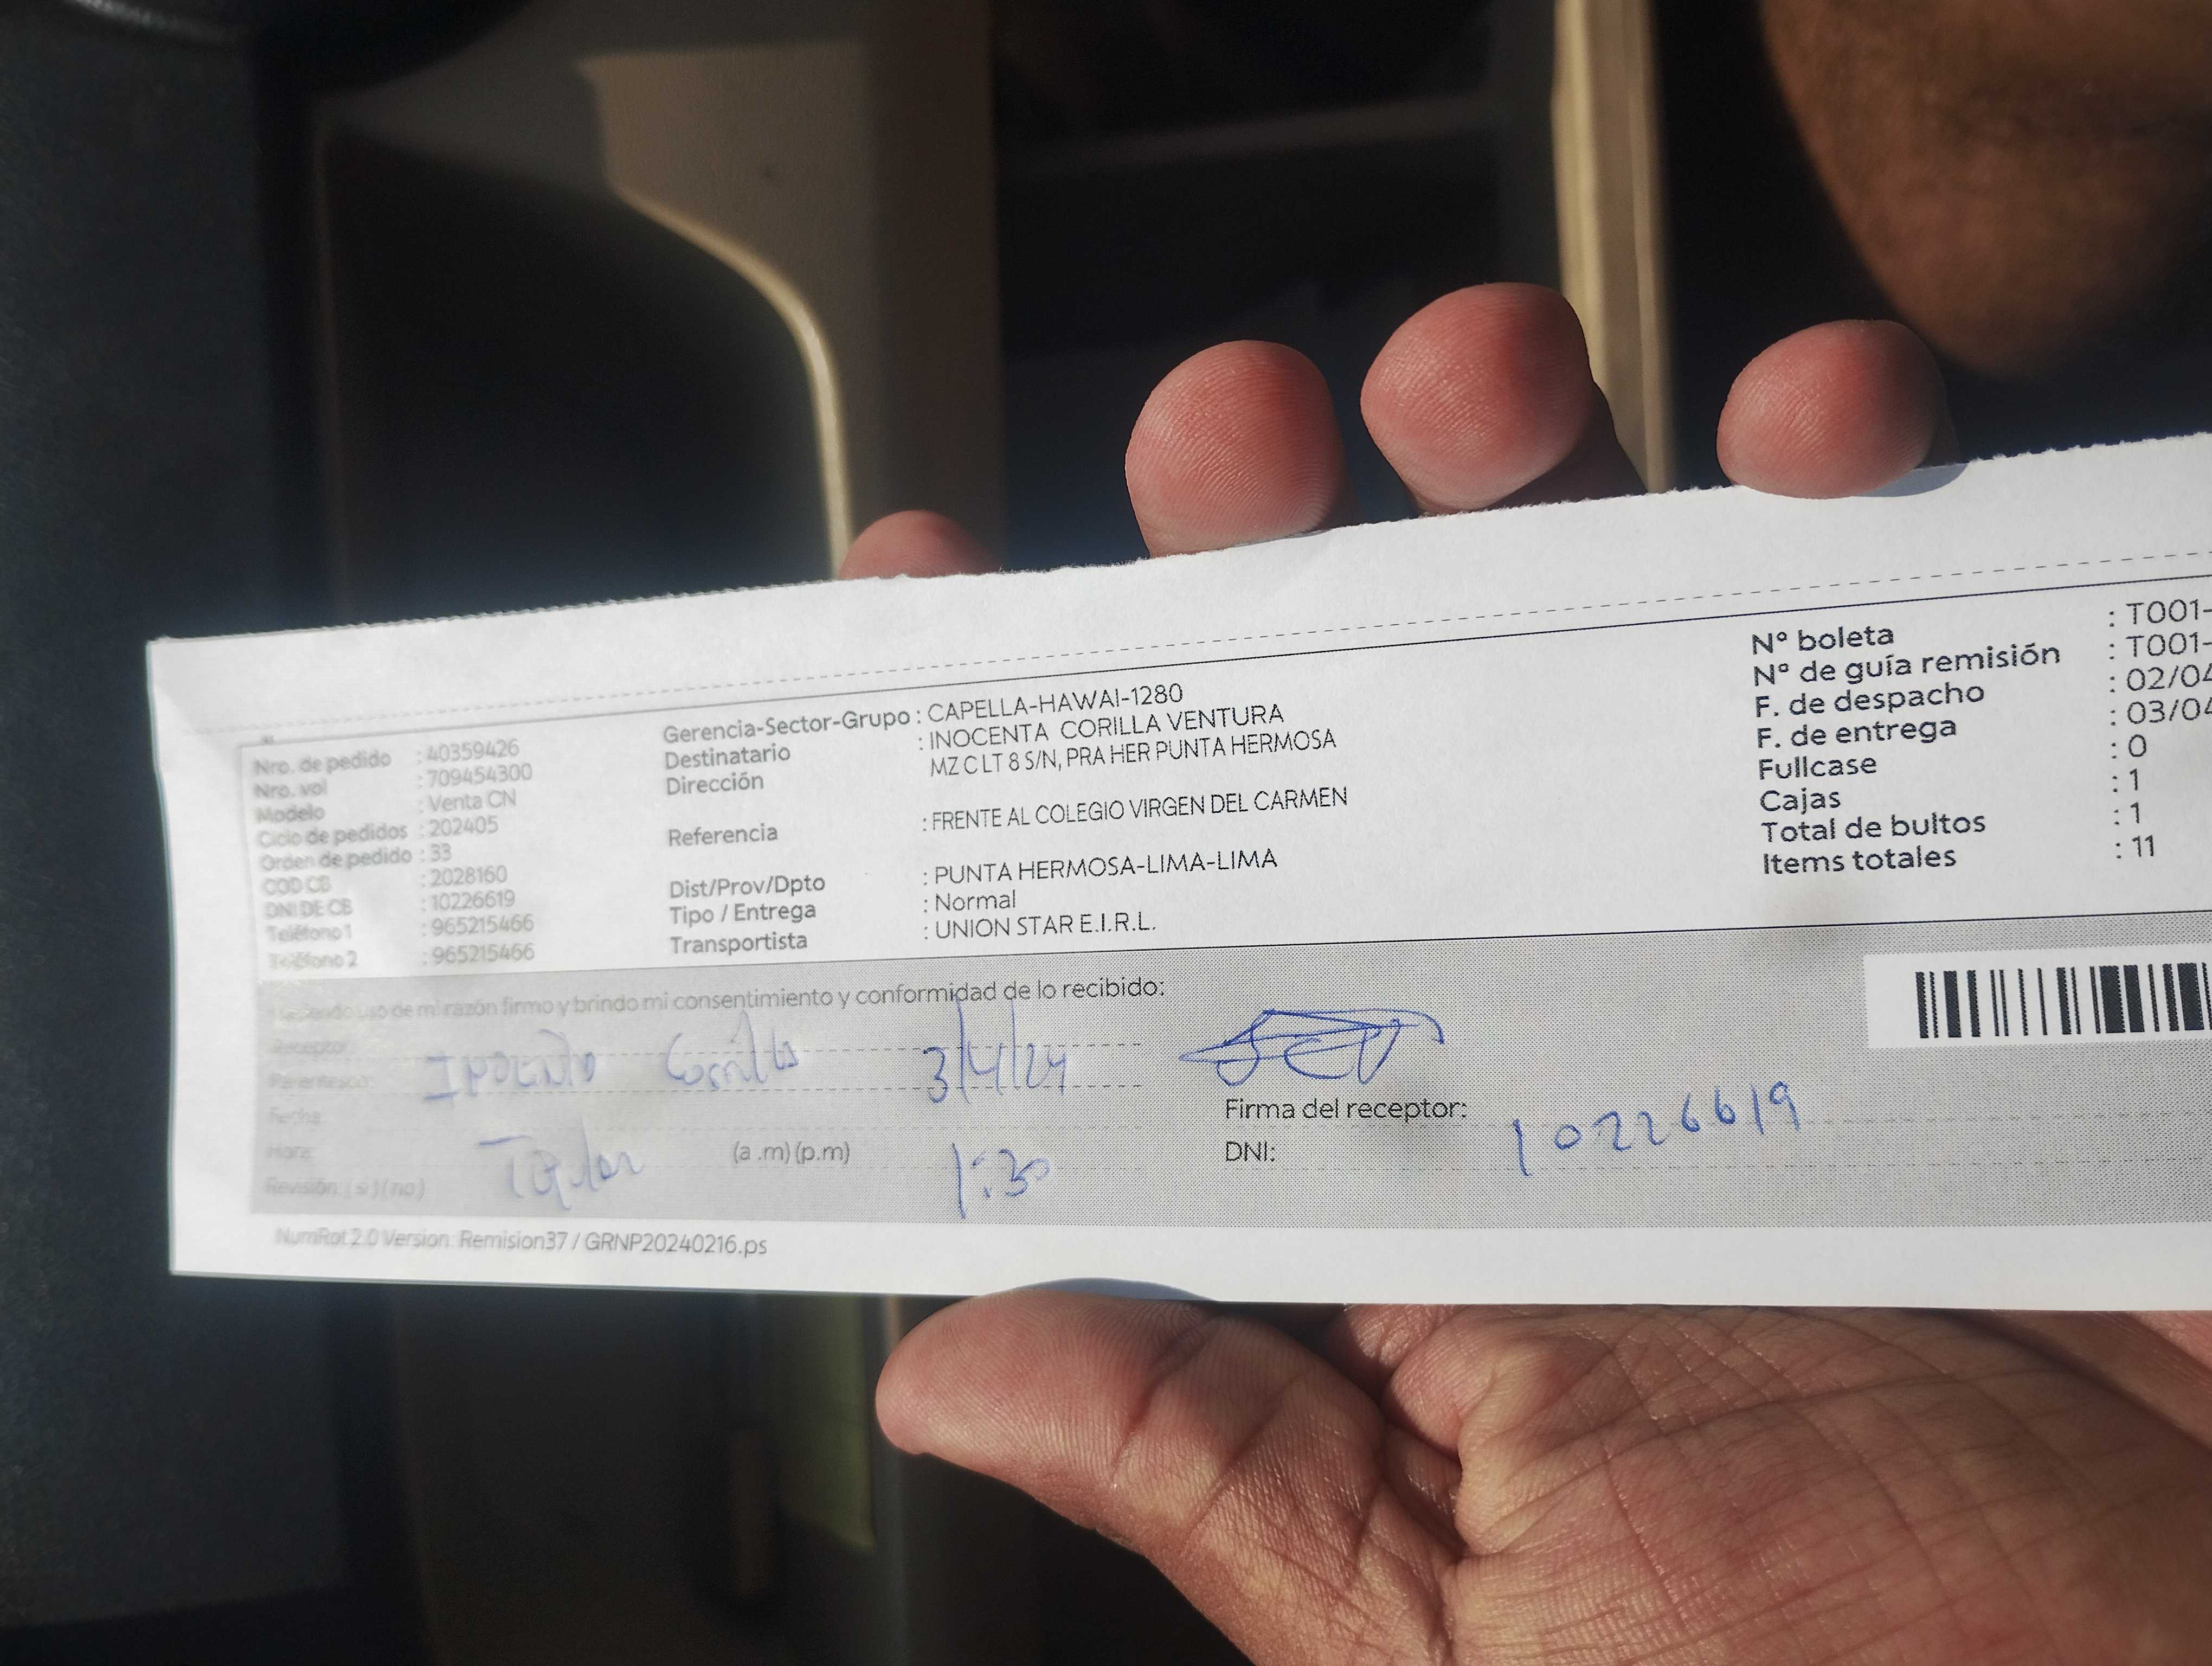 Nro. de pedido : 40359426
Nro. vol : 709454300
Modelo : Venta CN
Ciclo de pedidos : 202405
Orden de pedido : 33
COD CB : 2028160
DNI DE CB : 10226619
Teléfono 1 : 965215466
Teléfono 2 : 965215466
Gerencia-Sector-Grupo : CAPELLA-HAWAI-1280
Destinatario : INOCENTA CORILLA VENTURA
Dirección MZ C LT 8 S/N, PRA HER PUNTA HERMOSA
Referencia : FRENTE AL COLEGIO VIRGEN DEL CARMEN
Dist/Prov/Dpto : PUNTA HERMOSA-LIMA-LIMA
Tipo / Entrega : Normal
Transportista : UNION STAR E.I.R.L.
N° boleta : T001-
N° de guía remisión : T001-
F. de despacho : 02/04
F. de entrega : 03/04
Fullcase : 0
Cajas : 1
Total de bultos : 1
Items totales : 11
uso de mi razón firmo y brindo mi consentimiento y conformidad de lo recibido:
Receptor:
Parentesco: Corilla 3/4/24
Fecha:
Hora: Titular (a .m) (p.m) 1:30
Revisión: (si) (no)
Firma del receptor:
DNI: 10226619
NumRot 2.0 Version: Remision37 / GRNP20240216.ps